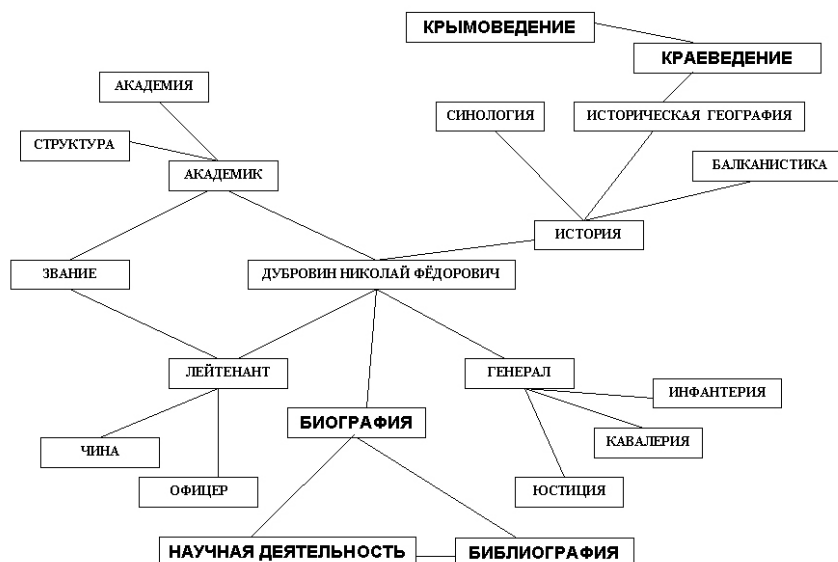 КРЫМОВЕДЕНИЕ
КРАЕВЕДЕНИЕ
АКАДЕМИЯ
СИНОЛОГИЯ
ИСТОРИЧЕСКАЯ ГЕОГРАФИЯ
СТРУКТУРА
БАЛКАНИСТИКА
АКАДЕМИК
ИСТОРИЯ
ЗВАНИЕ
ДУБРОВИН НИКОЛАЙ ФЁДОРОВИЧ
ЛЕЙТЕНАНТ
ГЕНЕРАЛ
ИНФАНТЕРИЯ
БИОГРАФИЯ
КАВАЛЕРИЯ
ЧИНА
ОФИЦЕР
ЮСТИЦИЯ
НАУЧНАЯ ДЕЯТЕЛЬНОСТЬ
БИБЛИОГРАФИЯ